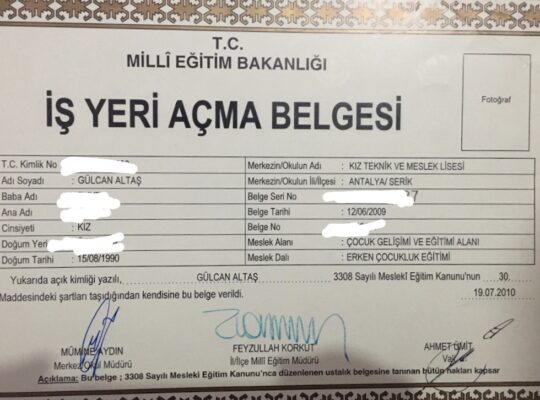 T.C.
MİLLÎ EĞİTİM BAKANLIĞI
İŞ YERİ AÇMA BELGESİ
Fotoğraf
T.C. Kimlik No
Adı Soyadı : GÜLCAN ALTAŞ
Baba Adı
Ana Adı
Cinsiyeti : KIZ
Doğum Yeri
Doğum Tarihi : 15/08/1990
Merkezin/Okulun Adı : KIZ TEKNİK VE MESLEK LİSESİ
Merkezin/Okulun İli/İlçesi : ANTALYA/ SERİK
Belge Seri No
Belge Tarihi : 12/06/2009
Belge No :
Meslek Alanı : ÇOCUK GELİŞİMİ VE EĞİTİMİ ALANI
Meslek Dalı : ERKEN ÇOCUKLUK EĞİTİMİ
Yukarıda açık kimliği yazılı, GÜLCAN ALTAŞ 3308 Sayılı Meslekî Eğitim Kanunu'nun 30.
Maddesindeki şartları taşıdığından kendisine bu belge verildi. 19.07.2010
MÜMİNE AYDIN
Merkez/Okul Müdürü
FEYZULLAH KORKUT
İl/İlçe Millî Eğitim Müdürü
AHMET ÜMİT
Açıklama: Bu belge ; 3308 Sayılı Mesleki Eğitim Kanunu'nca düzenlenen ustalık belgesine tanınan bütün hakları kapsar